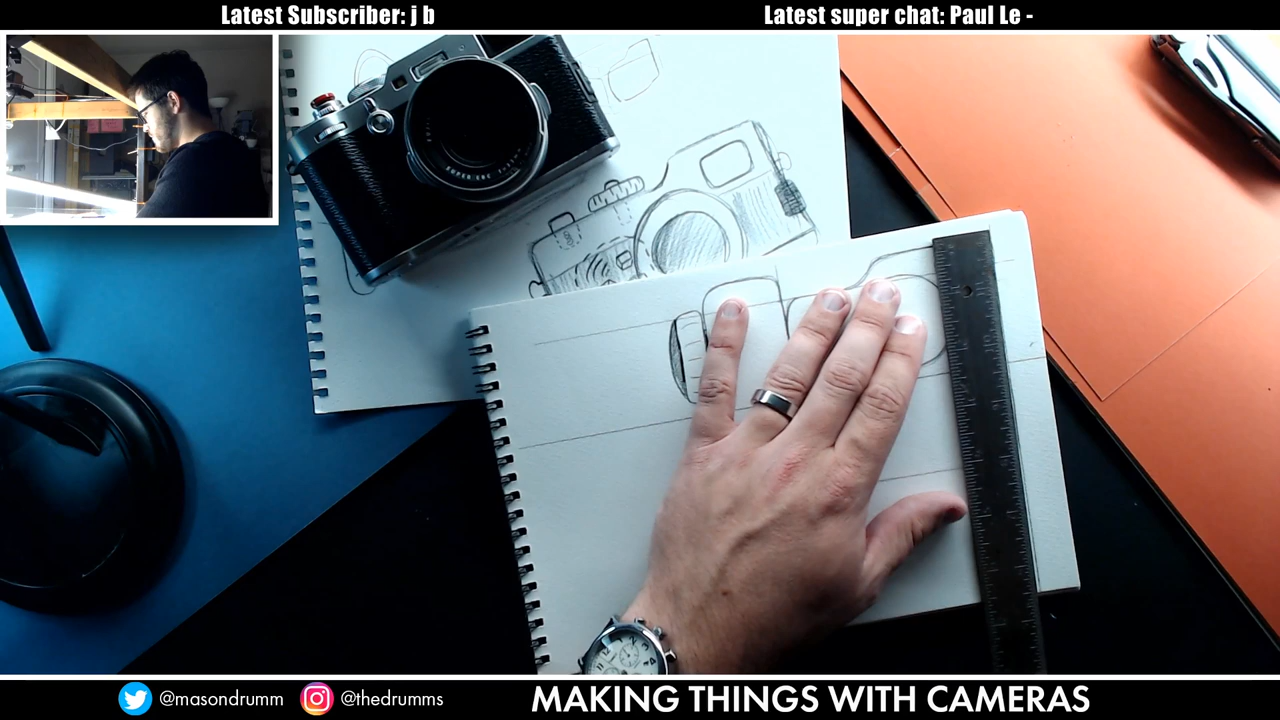 Latest Subscriber: j b
Latest super chat: Paul Le -
@masondrumm
@thedrumms
MAKING THINGS WITH CAMERAS